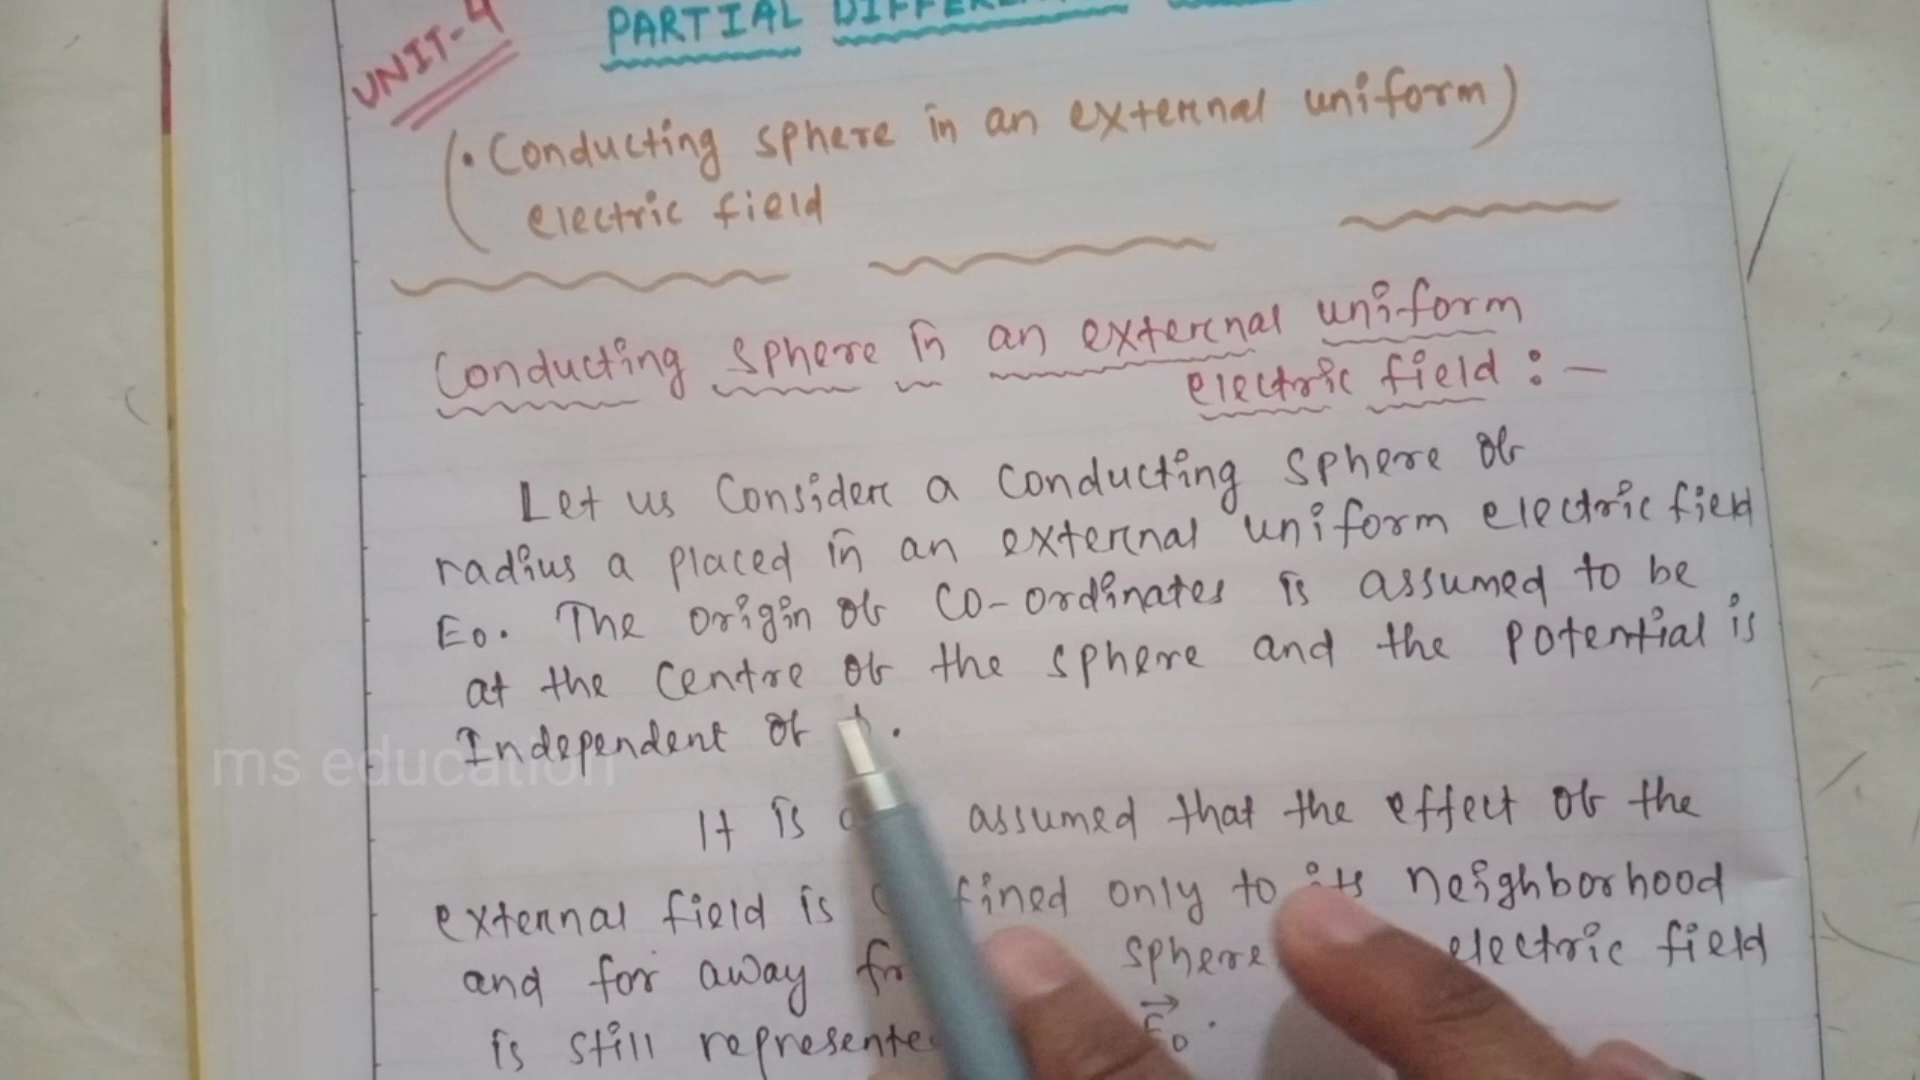 UNIT-4
PARTIAL
(• Conducting sphere in an external uniform)
electric field
Conducting sphere in an external uniform
electric field :-
Let us Consider a conducting sphere of
radius a placed in an external uniform electric field
E0. The origin of co-ordinates is assumed to be
at the centre of the sphere and the potential is
Independent of .
ms education
It is assumed that the effect of the
external field is only to its neighborhood
and for away sphere electric field
is still E0.